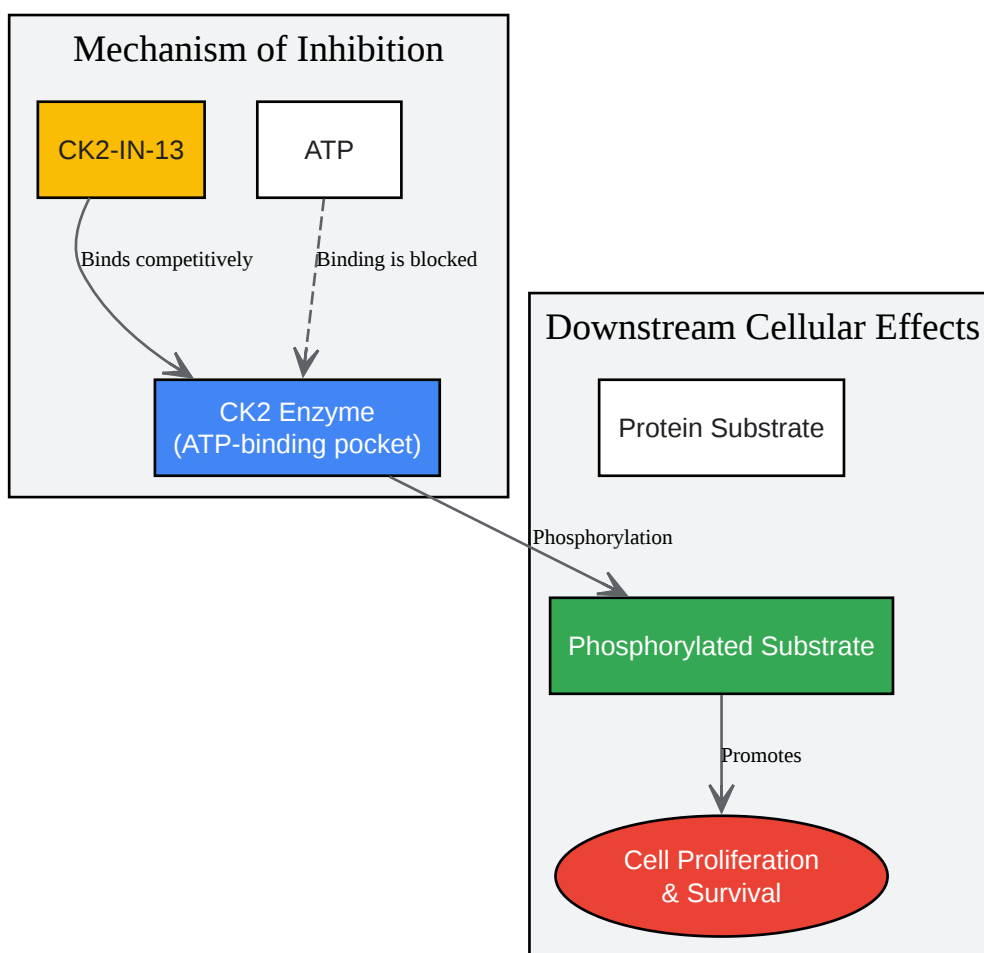 Mechanism of Inhibition
CK2-IN-13
ATP
Binds competitively
Binding is blocked
CK2 Enzyme
(ATP-binding pocket)
Downstream Cellular Effects
Protein Substrate
Phosphorylation
Phosphorylated Substrate
Promotes
Cell Proliferation
& Survival